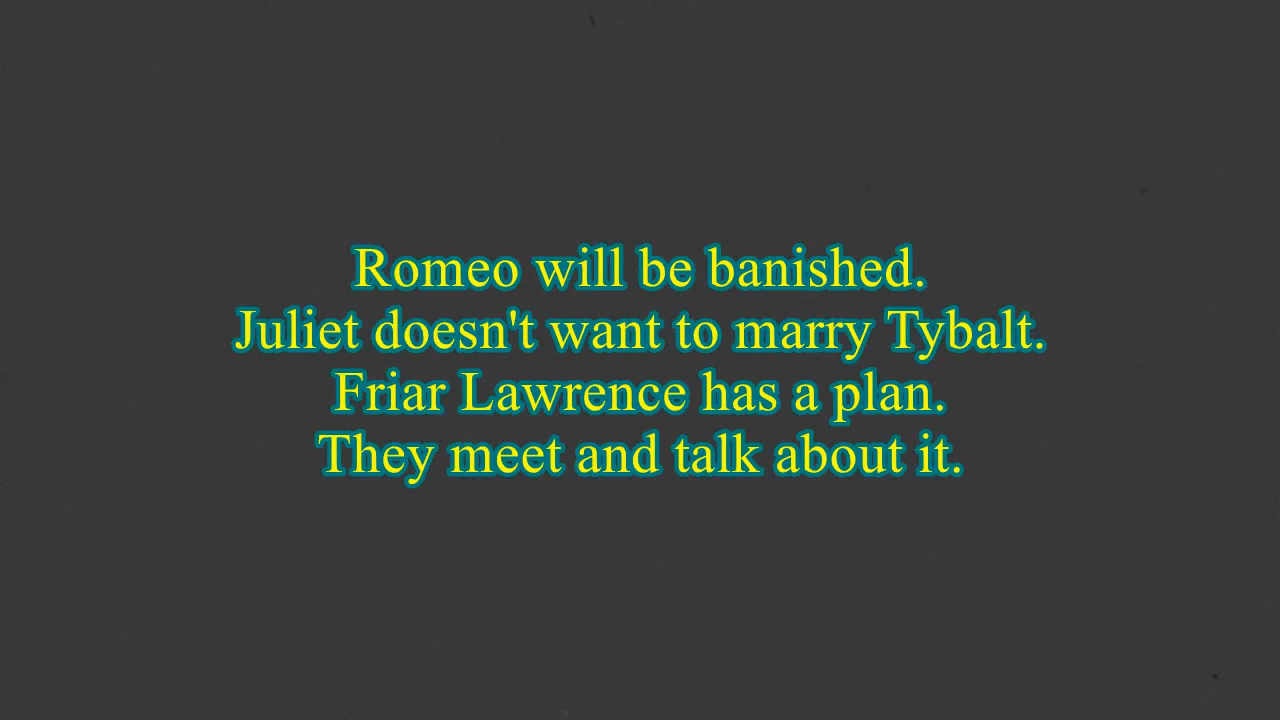 Romeo will be banished.
Juliet doesn't want to marry Tybalt.
Friar Lawrence has a plan.
They meet and talk about it.